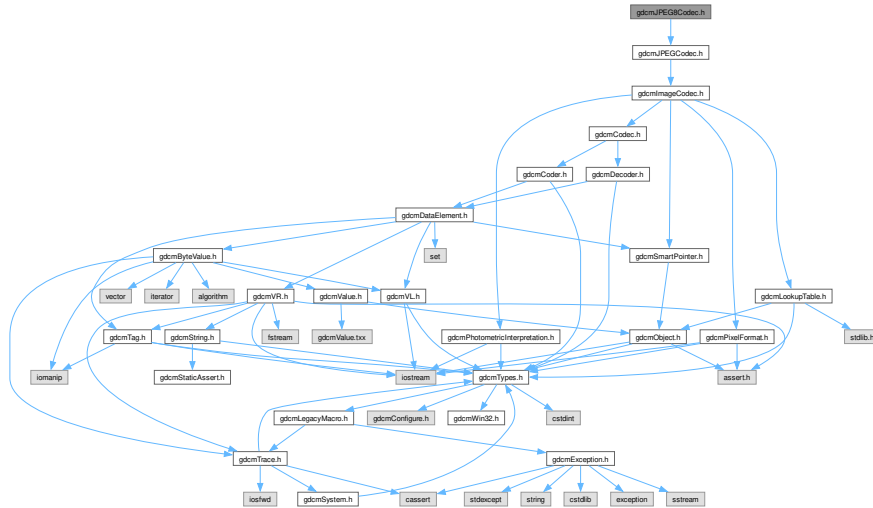 gdcmJPEG8Codec.h
gdcmJPEGCodec.h
gdcmImageCodec.h
gdcmCodec.h
gdcmCoder.h
gdcmDecoder.h
gdcmDataElement.h
gdcmByteValue.h
set
gdcmSmartPointer.h
vector
iterator
algorithm
gdcmVR.h
gdcmValue.h
gdcmVL.h
gdcmLookupTable.h
gdcmTag.h
gdcmString.h
fstream
gdcmValue.txx
gdcmPhotometricInterpretation.h
gdcmObject.h
gdcmPixelFormat.h
stdlib.h
iomanip
gdcmStaticAssert.h
iostream
gdcmTypes.h
assert.h
gdcmLegacyMacro.h
gdcmConfigure.h
gdcmWin32.h
cstdint
gdcmTrace.h
gdcmException.h
iosfwd
gdcmSystem.h
cassert
stdexcept
string
cstdlib
exception
sstream